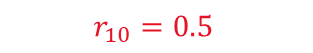 r₁₀ = 0.5